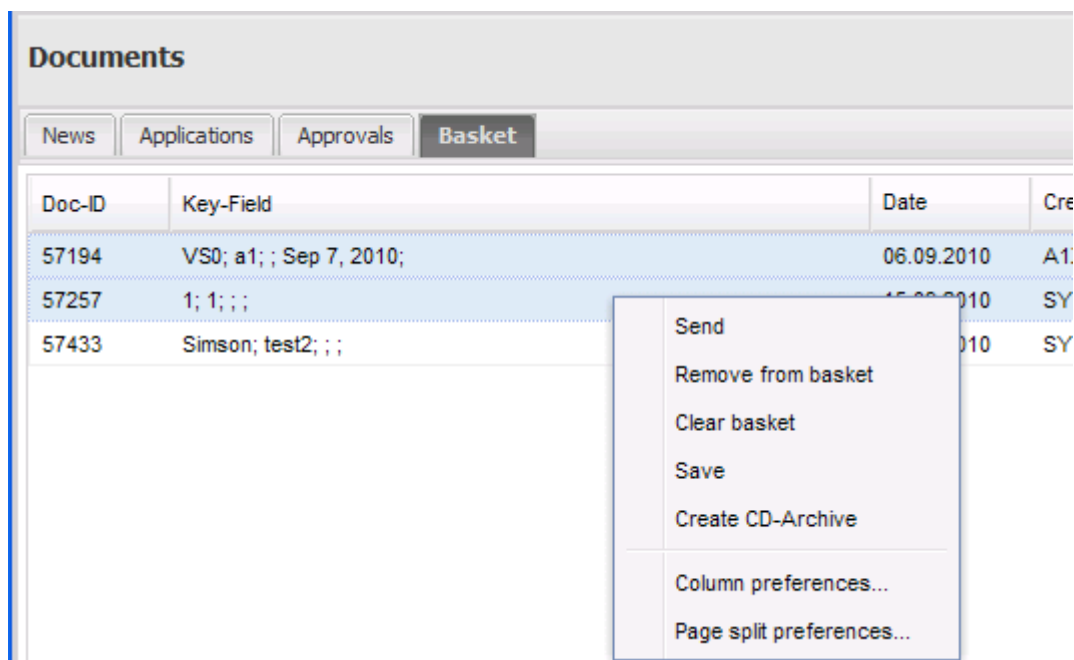 Documents
News Applications Approvals Basket
Doc-ID Key-Field Date
57194 VS0; a1; ; Sep 7, 2010; 06.09.2010
57257 1; 1; ; ;
57433 Simson; test2; ; ;
Send
Remove from basket
Clear basket
Save
Create CD-Archive
Column preferences...
Page split preferences...